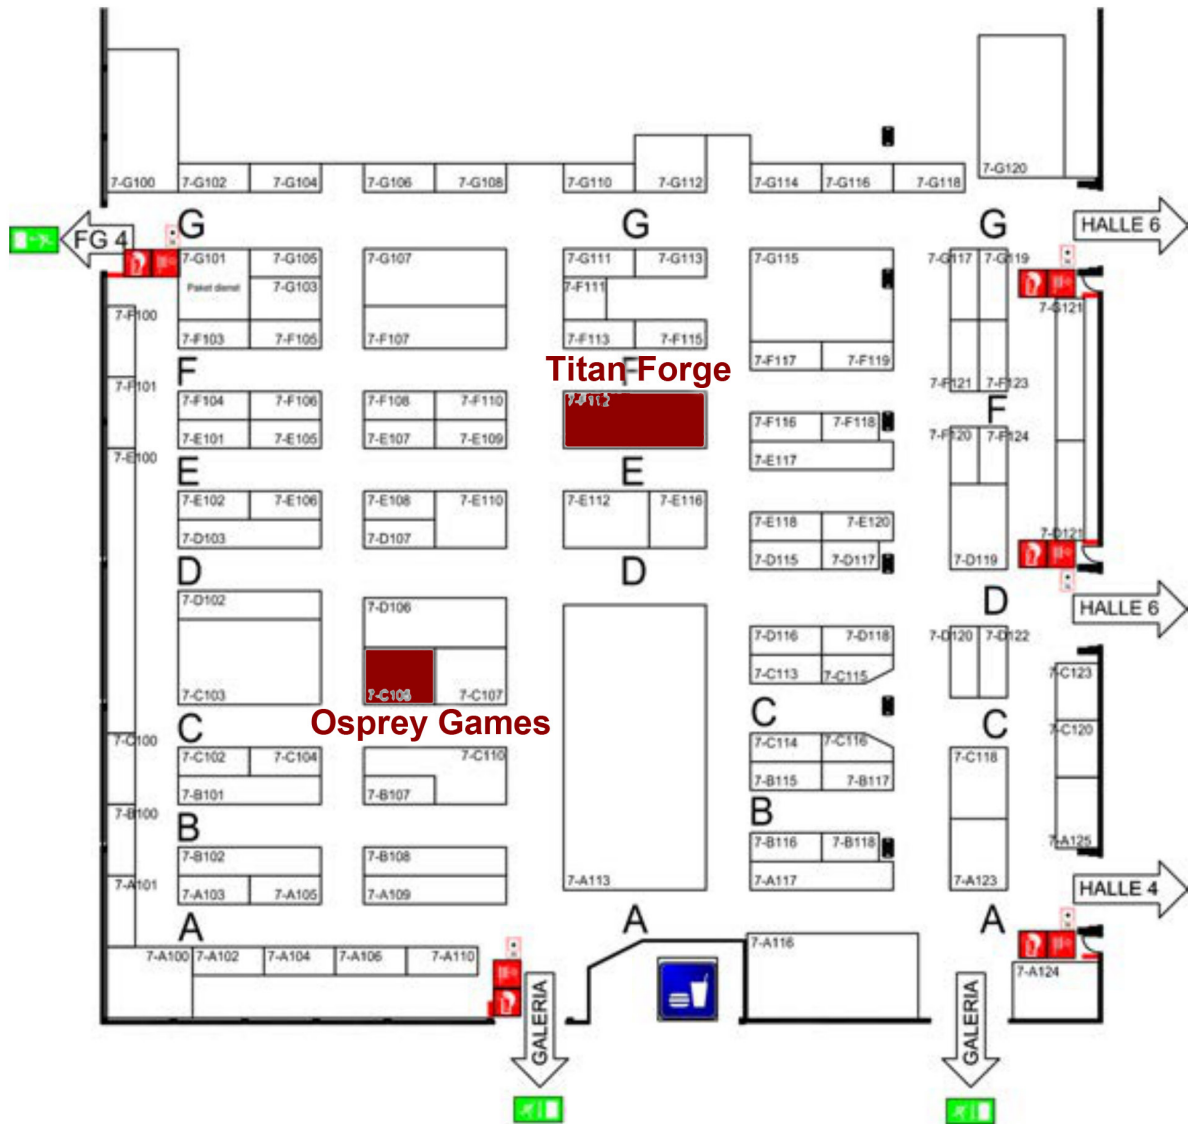 7-G100 7-G102 7-G104 7-G106 7-G108 7-G110 7-G112 7-G114 7-G116 7-G118 7-G120
G G G
HALLE 6
FG 4
7-G101 7-G105 7-G107 7-G111 7-G113 7-G115 7-G117 7-G119
Paket dienst 7-G103 7-F111
7-F100 7-G121
7-F103 7-F105 7-F107 7-F113 7-F115
7-F117 7-F119
F Titan Forge
7-F101 7-F121 7-F123
7-F104 7-F106 7-F108 7-F110 7-F112
F
7-F116 7-F118
7-E101 7-E105 7-E107 7-E109 7-F120 7-F124
7-E100 7-E117
E E
7-E102 7-E106 7-E108 7-E110 7-E112 7-E116
7-E118 7-E120
7-D103 7-D107 7-D121
7-D115 7-D117 7-D119
D D
7-D102 7-D106 D
HALLE 6
7-D116 7-D118 7-D120 7-D122
7-C113 7-C115 7-C123
7-C103 7-C105 7-C107
Osprey Games C
C C
7-C100 7-C114 7-C116 7-C120
7-C102 7-C104 7-C110 7-C118
7-B115 7-B117
7-B101 7-B107
7-B100 B
B
7-B116 7-B118 7-A125
7-B102 7-B108
7-A101 7-A113 7-A117 7-A123 HALLE 4
7-A103 7-A105 7-A109
A A A
7-A116
7-A100 7-A102 7-A104 7-A106 7-A110
7-A124
GALERIA GALERIA